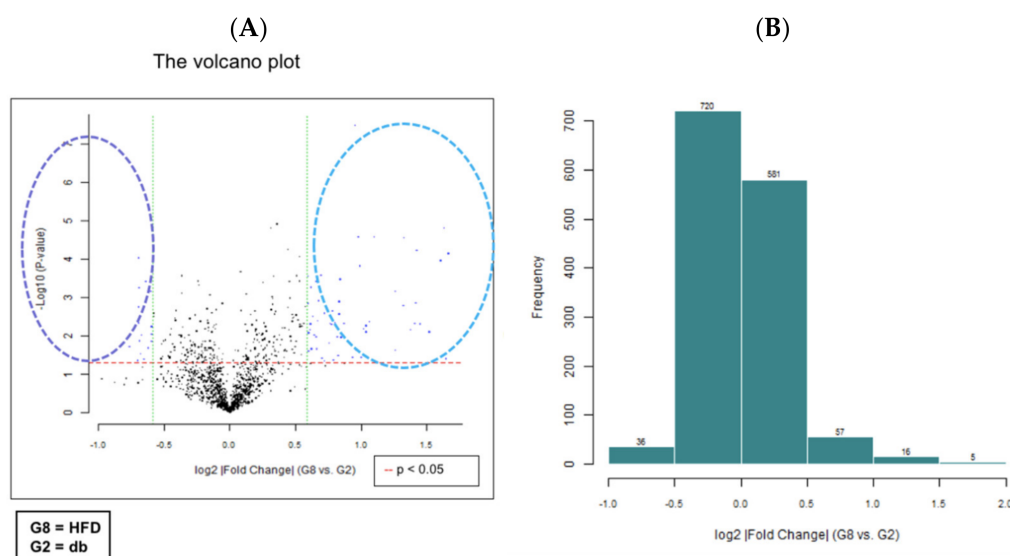 (A)
The volcano plot
7
6
5
4
3
2
1
0
-Log10 (P-value)
-1.0 -0.5 0.0 0.5 1.0 1.5
log2 |Fold Change| (G8 vs. G2)
-- p < 0.05
G8 = HFD
G2 = db
(B)
700
600
500
400
300
200
100
0
Frequency
36 720 581 57 16 5
-1.0 -0.5 0.0 0.5 1.0 1.5 2.0
log2 |Fold Change| (G8 vs. G2)